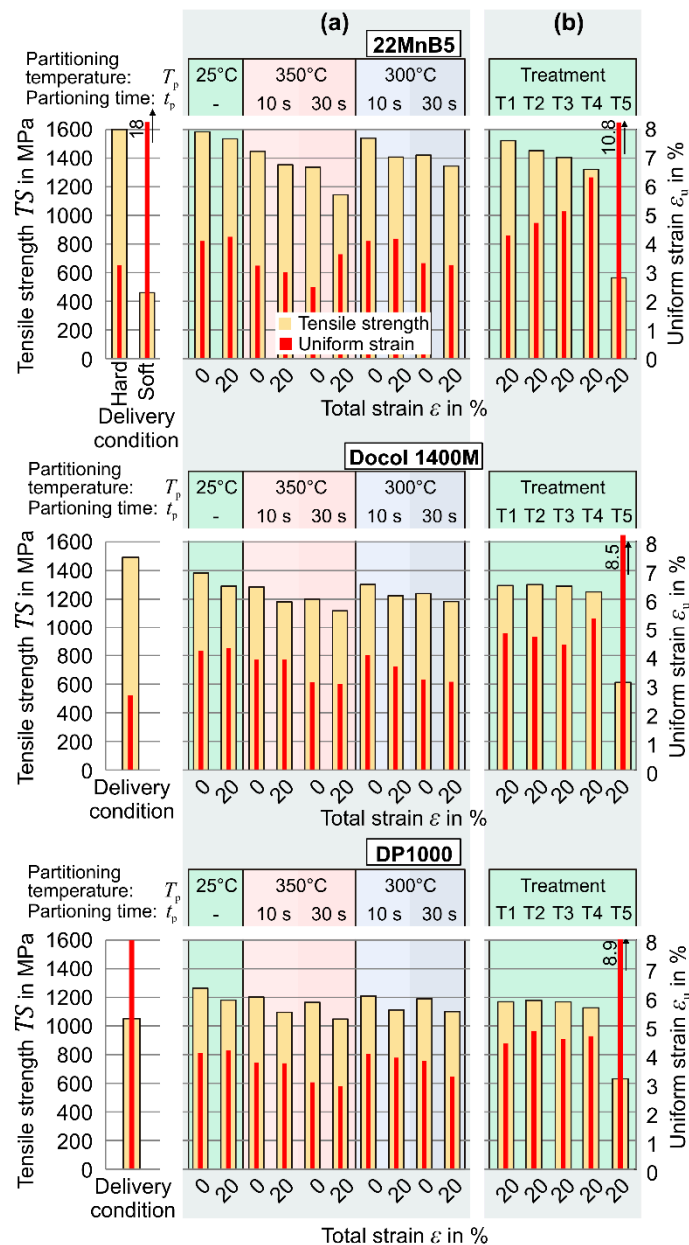 (a) (b)
22MnB5
Partitioning
temperature: Tp 25°C 350°C 300°C Treatment
Partioning time: tp - 10 s 30 s 10 s 30 s T1 T2 T3 T4 T5
Tensile strength TS in MPa
1600
1400
1200
1000
800
600
400
200
0
18
Hard
Soft
Delivery
condition
Tensile strength
Uniform strain
0 20 0 20 0 20 0 20 0 20
Total strain ε in %
10.8
20 20 20 20 20
8
7
6
5
4
3
2
1
0
Uniform strain εu in %
Docol 1400M
Partitioning
temperature: Tp 25°C 350°C 300°C Treatment
Partioning time: tp - 10 s 30 s 10 s 30 s T1 T2 T3 T4 T5
Tensile strength TS in MPa
1600
1400
1200
1000
800
600
400
200
0
Delivery
condition
0 20 0 20 0 20 0 20 0 20
Total strain ε in %
8.5
20 20 20 20 20
8
7
6
5
4
3
2
1
0
Uniform strain εu in %
DP1000
Partitioning
temperature: Tp 25°C 350°C 300°C Treatment
Partioning time: tp - 10 s 30 s 10 s 30 s T1 T2 T3 T4 T5
Tensile strength TS in MPa
1600
1400
1200
1000
800
600
400
200
0
Delivery
condition
0 20 0 20 0 20 0 20 0 20
8.9
20 20 20 20 20
8
7
6
5
4
3
2
1
0
Uniform strain εu in %
Total strain ε in %